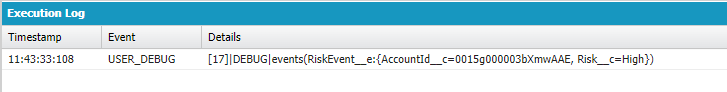 Execution Log
Timestamp Event Details
11:43:33:108 USER_DEBUG [17]|DEBUG|events(RiskEvent__e:{AccountId__c=0015g000003bXmwAAE, Risk__c=High})